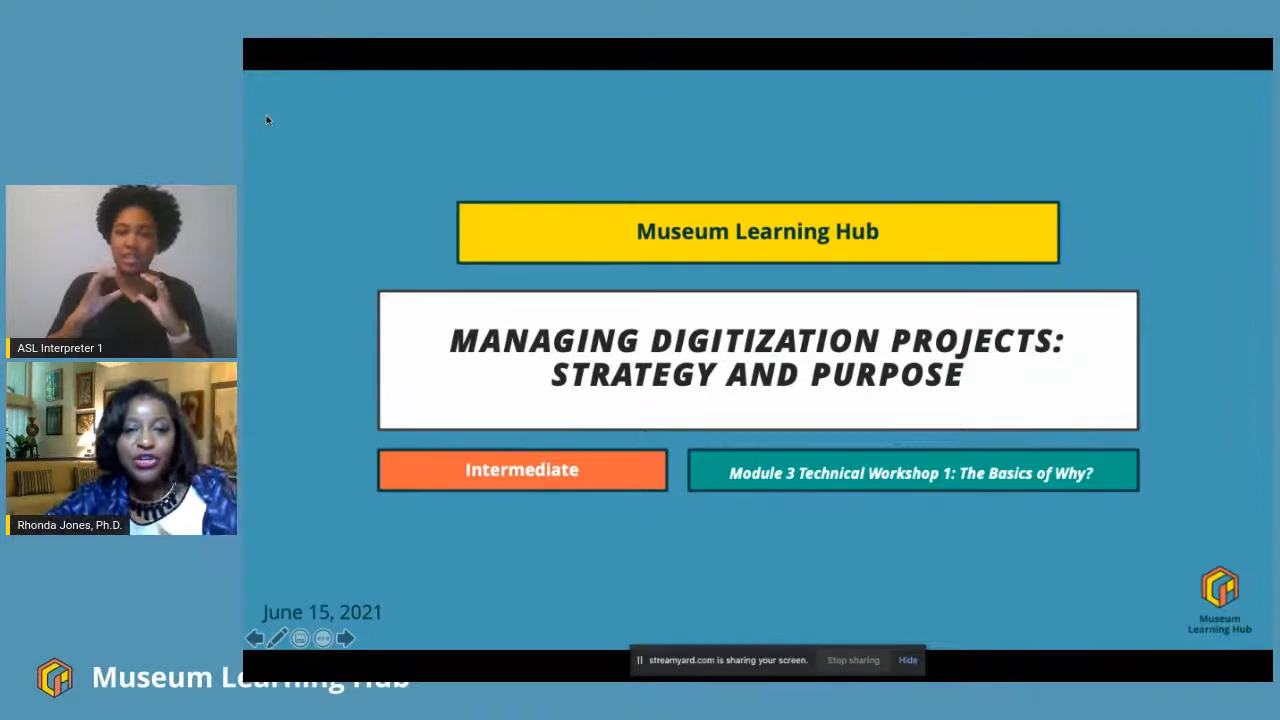 Museum Learning Hub
MANAGING DIGITIZATION PROJECTS:
STRATEGY AND PURPOSE
Intermediate
Module 3 Technical Workshop 1: The Basics of Why?
ASL Interpreter 1
Rhonda Jones, Ph.D.
June 15, 2021
Museum
Learning Hub
streamyard.com is sharing your screen.
Stop sharing
Hide
Museum Learning Hub